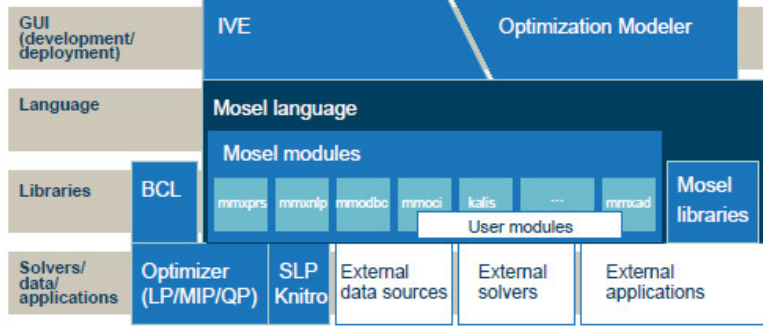 GUI
(development/
deployment)
IVE
Optimization Modeler
Language
Mosel language
Mosel modules
Libraries
BCL
mmxprs
mmxnlp
mmodbc
mmoci
kalis
...
mmxad
User modules
Mosel
libraries
Solvers/
data/
applications
Optimizer
(LP/MIP/QP)
SLP
Knitro
External
data sources
External
solvers
External
applications